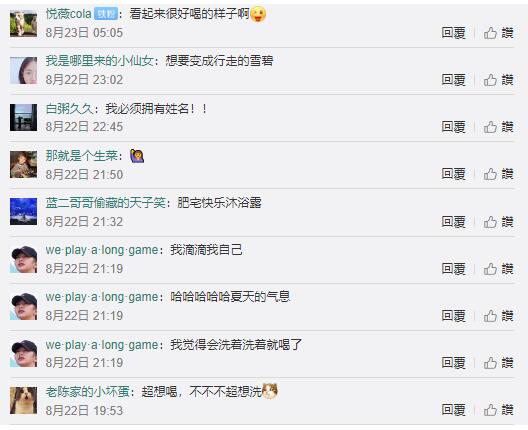 悦薇cola 铁粉：看起来很好喝的样子啊😜
8月23日 05:05 回覆 讚
我是哪里来的小仙女：想要变成行走的雪碧
8月22日 23:02 回覆 讚
白粥久久：我必须拥有姓名！！
8月22日 22:45 回覆 讚
那就是个生菜：🙋
8月22日 21:50 回覆 讚
蓝二哥哥偷藏的天子笑：肥宅快乐沐浴露
8月22日 21:32 回覆 讚
we·play·a·long·game：我滴滴我自己
8月22日 21:19 回覆 讚
we·play·a·long·game：哈哈哈哈哈夏天的气息
8月22日 21:19 回覆 讚
we·play·a·long·game：我觉得会洗着洗着就喝了
8月22日 21:19 回覆 讚
老陈家的小坏蛋：超想喝，不不不超想洗
8月22日 19:53 回覆 讚